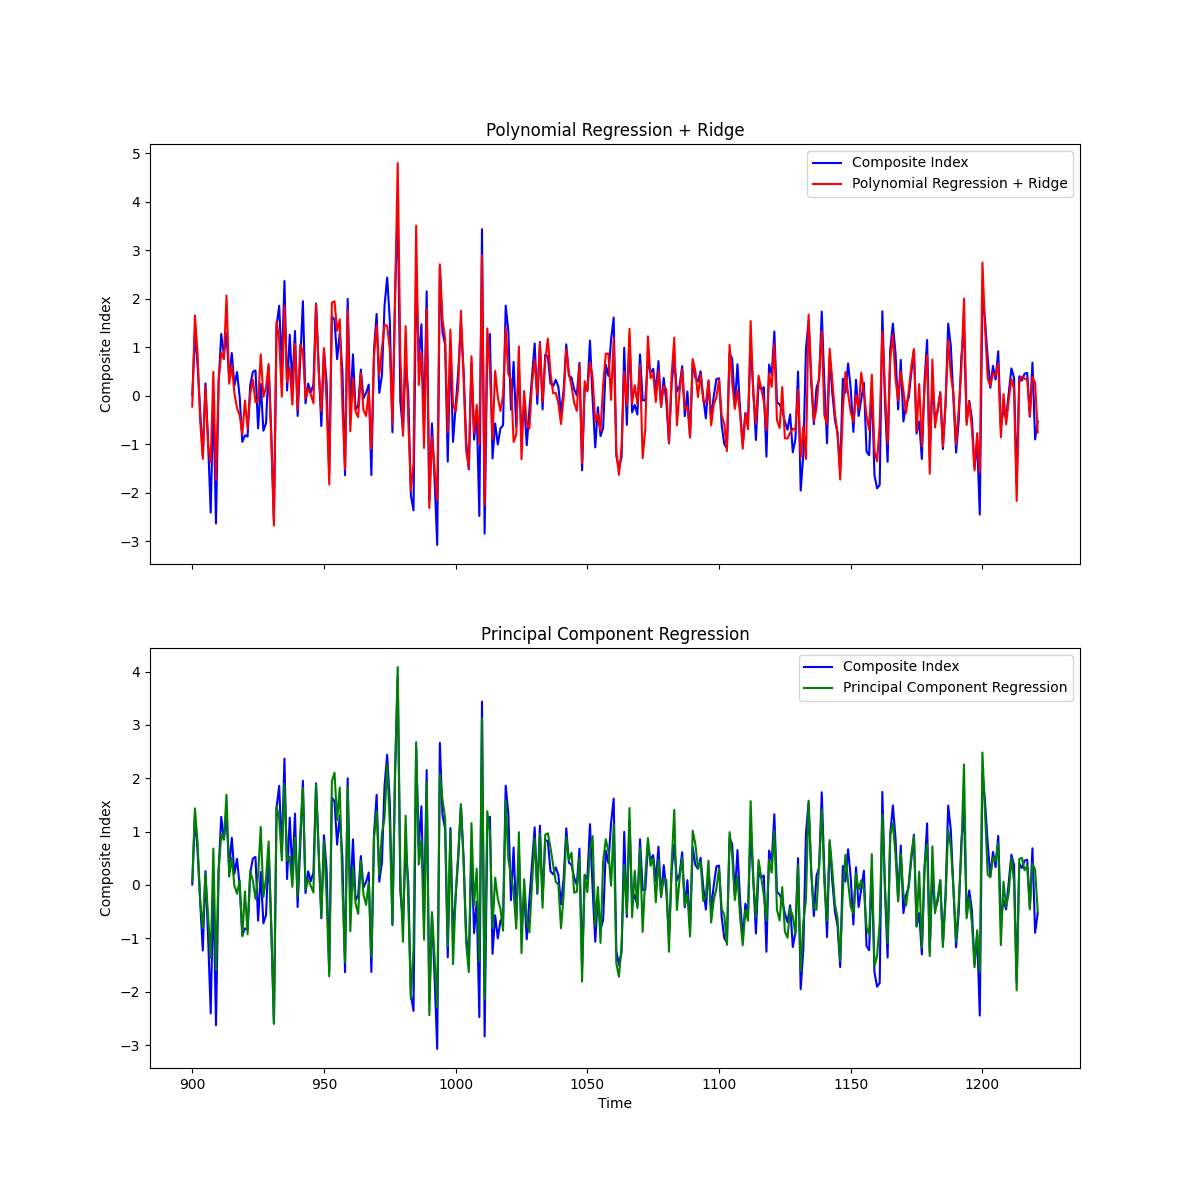 Polynomial Regression + Ridge
Composite Index
Polynomial Regression + Ridge
Composite Index
5
4
3
2
1
0
−1
−2
−3
Principal Component Regression
Composite Index
Principal Component Regression
Composite Index
4
3
2
1
0
−1
−2
−3
900 950 1000 1050 1100 1150 1200
Time